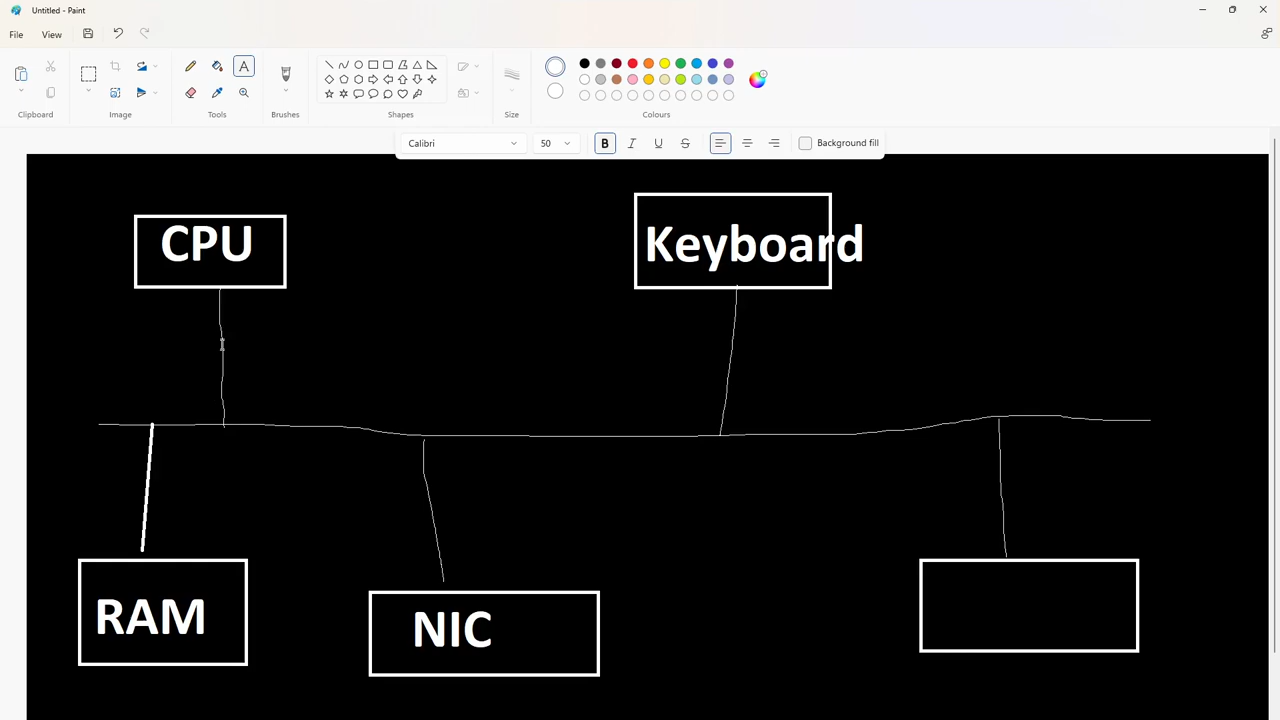 Untitled - Paint
File View
Clipboard Image Tools Brushes Shapes Size Colours
Calibri 50 B I U S Background fill
CPU
Keyboard
RAM
NIC